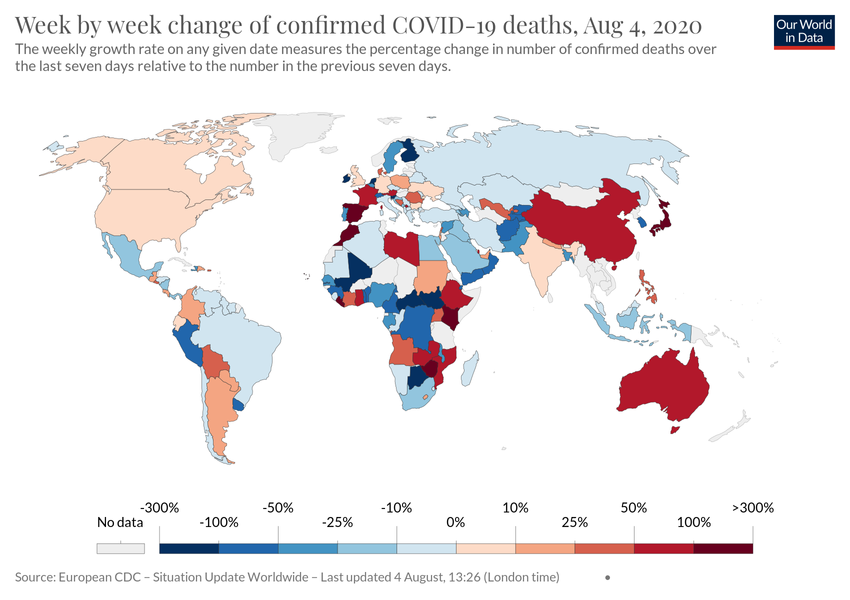 Week by week change of confirmed COVID-19 deaths, Aug 4, 2020
Our World
in Data
The weekly growth rate on any given date measures the percentage change in number of confirmed deaths over
the last seven days relative to the number in the previous seven days.
-300% -50% -10% 10% 50% >300%
No data -100% -25% 0% 25% 100%
Source: European CDC – Situation Update Worldwide – Last updated 4 August, 13:26 (London time)